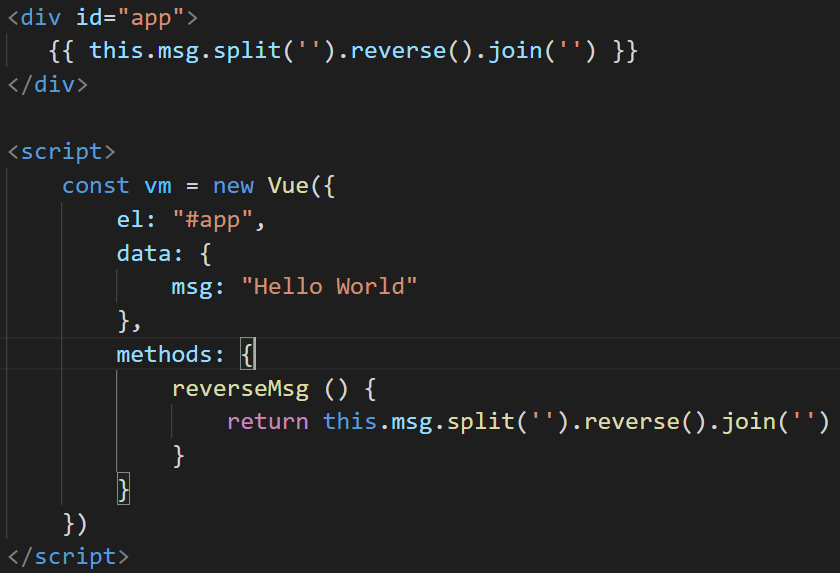 <div id="app">
   {{ this.msg.split('').reverse().join('') }}
</div>

<script>
    const vm = new Vue({
        el: "#app",
        data: {
            msg: "Hello World"
        },
        methods: {
            reverseMsg () {
                return this.msg.split('').reverse().join('')
            }
        }
    })
</script>